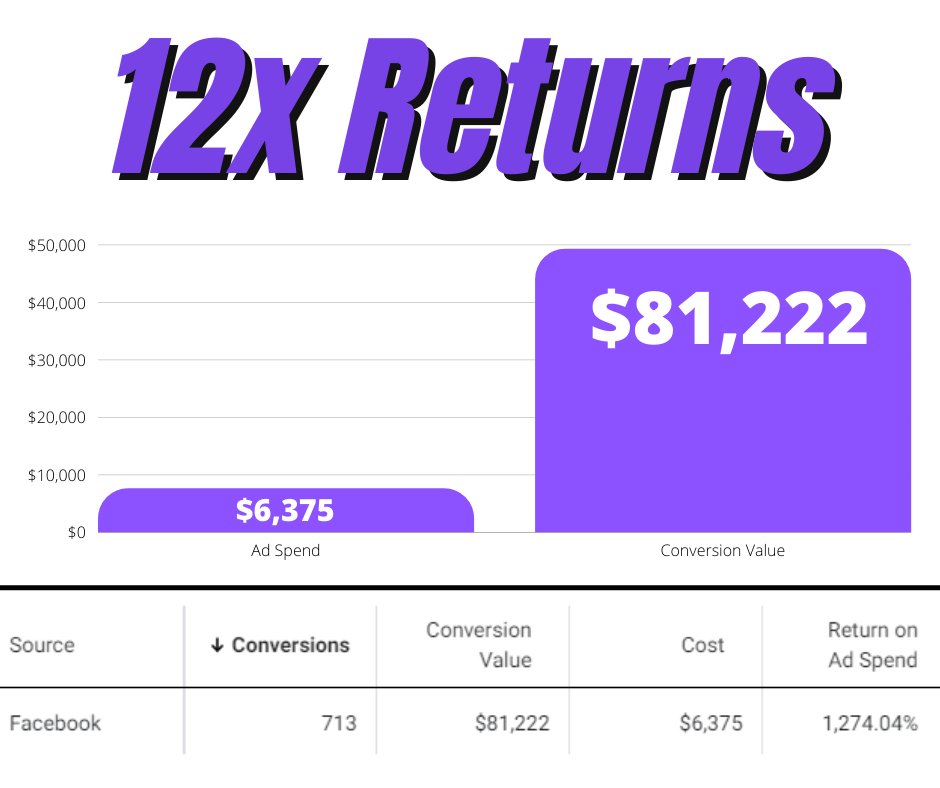 12x Returns
$50,000
$40,000
$30,000
$20,000
$10,000
$0
$81,222
$6,375
Ad Spend Conversion Value
Source ↓ Conversions Conversion Value Cost Return on Ad Spend
Facebook 713 $81,222 $6,375 1,274.04%